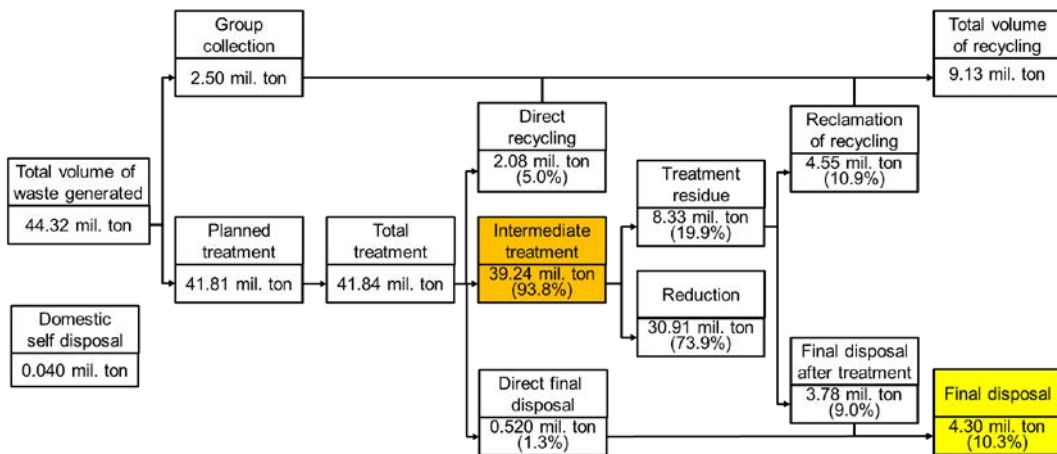 Group
collection
2.50 mil. ton
Total volume
of recycling
9.13 mil. ton
Direct
recycling
2.08 mil. ton
(5.0%)
Reclamation
of recycling
4.55 mil. ton
(10.9%)
Total volume of
waste generated
44.32 mil. ton
Treatment
residue
8.33 mil. ton
(19.9%)
Planned
treatment
41.81 mil. ton
Total
treatment
41.84 mil. ton
Intermediate
treatment
39.24 mil. ton
(93.8%)
Reduction
30.91 mil. ton
(73.9%)
Domestic
self disposal
0.040 mil. ton
Final disposal
after treatment
3.78 mil. ton
(9.0%)
Direct final
disposal
0.520 mil. ton
(1.3%)
Final disposal
4.30 mil. ton
(10.3%)